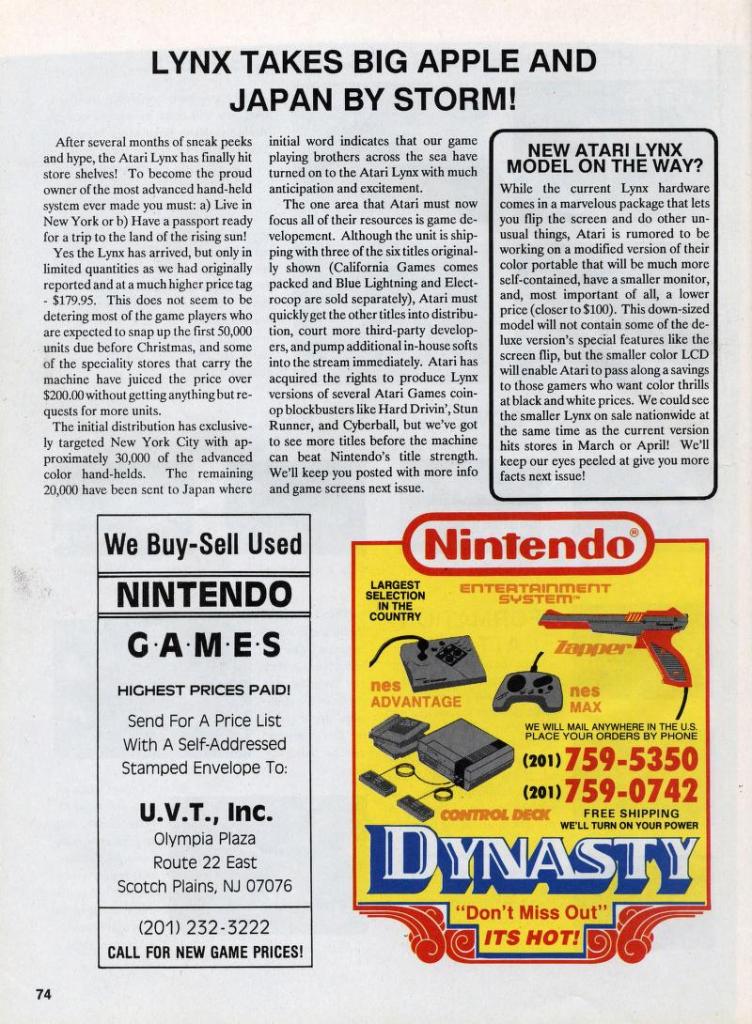 LYNX TAKES BIG APPLE AND
JAPAN BY STORM!
After several months of sneak peeks
and hype, the Atari Lynx has finally hit
store shelves! To become the proud
owner of the most advanced hand-held
system ever made you must: a) Live in
New York or b) Have a passport ready
for a trip to the land of the rising sun!
Yes the Lynx has arrived, but only in
limited quantities as we had originally
reported and at a much higher price tag
- $179.95. This does not seem to be
detering most of the game players who
are expected to snap up the first 50,000
units due before Christmas, and some
of the speciality stores that carry the
machine have juiced the price over
$200.00 without getting anything but re-
quests for more units.
The initial distribution has exclusive-
ly targeted New York City with ap-
proximately 30,000 of the advanced
color hand-helds. The remaining
20,000 have been sent to Japan where
initial word indicates that our game
playing brothers across the sea have
turned on to the Atari Lynx with much
anticipation and excitement.
The one area that Atari must now
focus all of their resources is game de-
velopement. Although the unit is ship-
ping with three of the six titles original-
ly shown (California Games comes
packed and Blue Lightning and Elect-
rocop are sold separately), Atari must
quickly get the other titles into distribu-
tion, court more third-party develop-
ers, and pump additional in-house softs
into the stream immediately. Atari has
acquired the rights to produce Lynx
versions of several Atari Games coin-
op blockbusters like Hard Drivin', Stun
Runner, and Cyberball, but we've got
to see more titles before the machine
can beat Nintendo's title strength.
We'll keep you posted with more info
and game screens next issue.
NEW ATARI LYNX
MODEL ON THE WAY?
While the current Lynx hardware
comes in a marvelous package that lets
you flip the screen and do other un-
usual things, Atari is rumored to be
working on a modified version of their
color portable that will be much more
self-contained, have a smaller monitor,
and, most important of all, a lower
price (closer to $100). This down-sized
model will not contain some of the de-
luxe version's special features like the
screen flip, but the smaller color LCD
will enable Atari to pass along a savings
to those gamers who want color thrills
at black and white prices. We could see
the smaller Lynx on sale nationwide at
the same time as the current version
hits stores in March or April! We'll
keep our eyes peeled at give you more
facts next issue!
We Buy-Sell Used
NINTENDO
G·A·M·E·S
HIGHEST PRICES PAID!
Send For A Price List
With A Self-Addressed
Stamped Envelope To:
U.V.T., Inc.
Olympia Plaza
Route 22 East
Scotch Plains, NJ 07076
(201) 232-3222
CALL FOR NEW GAME PRICES!
Nintendo®
LARGEST
SELECTION
IN THE
COUNTRY
ENTERTAINMENT
SYSTEM™
Zapper
nes
ADVANTAGE
nes
MAX
WE WILL MAIL ANYWHERE IN THE U.S.
PLACE YOUR ORDERS BY PHONE
(201) 759-5350
(201) 759-0742
CONTROL DECK
FREE SHIPPING
WE'LL TURN ON YOUR POWER
DYNASTY
"Don't Miss Out"
ITS HOT!
74